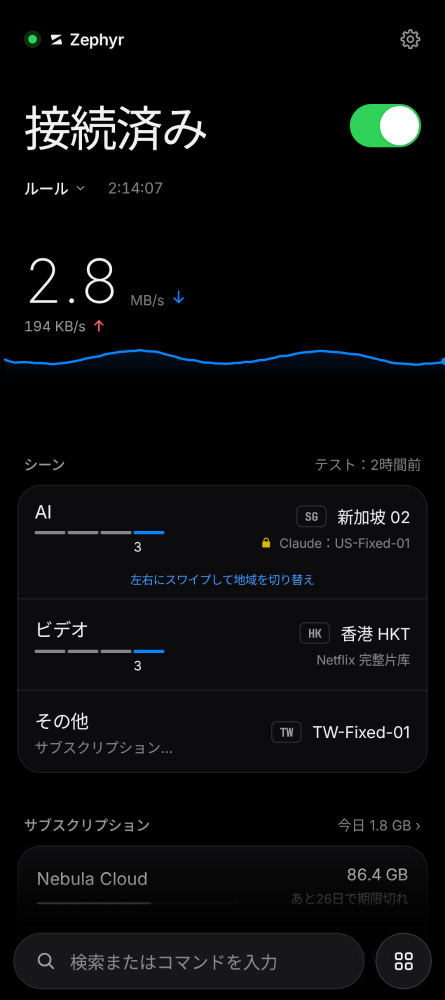 Zephyr
接続済み
ルール 2:14:07
2.8 MB/s ↓
194 KB/s ↑
シーン テスト：2時間前
AI SG 新加坡 02
3 Claude：US-Fixed-01
左右にスワイプして地域を切り替え
ビデオ HK 香港 HKT
3 Netflix 完整片库
その他 TW TW-Fixed-01
サブスクリプション...
サブスクリプション 今日 1.8 GB ›
Nebula Cloud 86.4 GB
あと26日で期限切れ
検索またはコマンドを入力